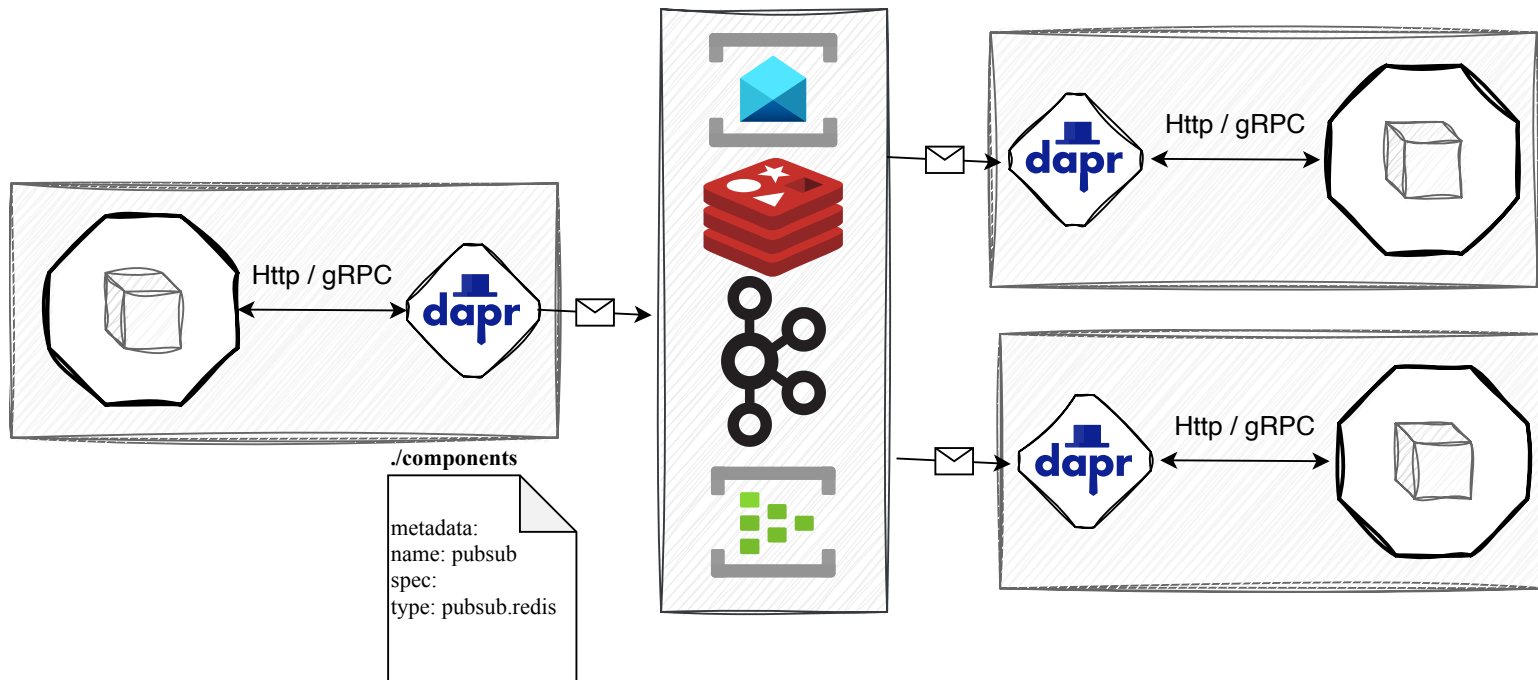 Http / gRPC
dapr
./components
metadata:
name: pubsub
spec:
type: pubsub.redis
dapr
Http / gRPC
dapr
Http / gRPC